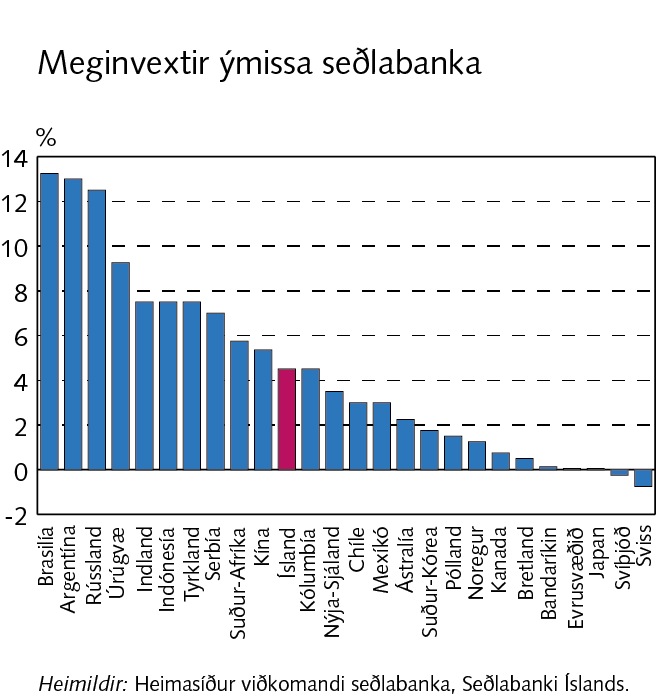 Meginvextir ýmissa seðlabanka
%
14
12
10
8
6
4
2
0
-2
Brasilía
Argentína
Rússland
Úrúgvæ
Indland
Indónesía
Tyrkland
Serbía
Suður-Afríka
Kína
Ísland
Kólumbía
Nýja-Sjáland
Chíle
Mexíkó
Ástralía
Suður-Kórea
Pólland
Noregur
Kanada
Bretland
Bandaríkin
Evrusvæðið
Japan
Svíþjóð
Sviss
Heimildir: Heimasíður viðkomandi seðlabanka, Seðlabanki Íslands.